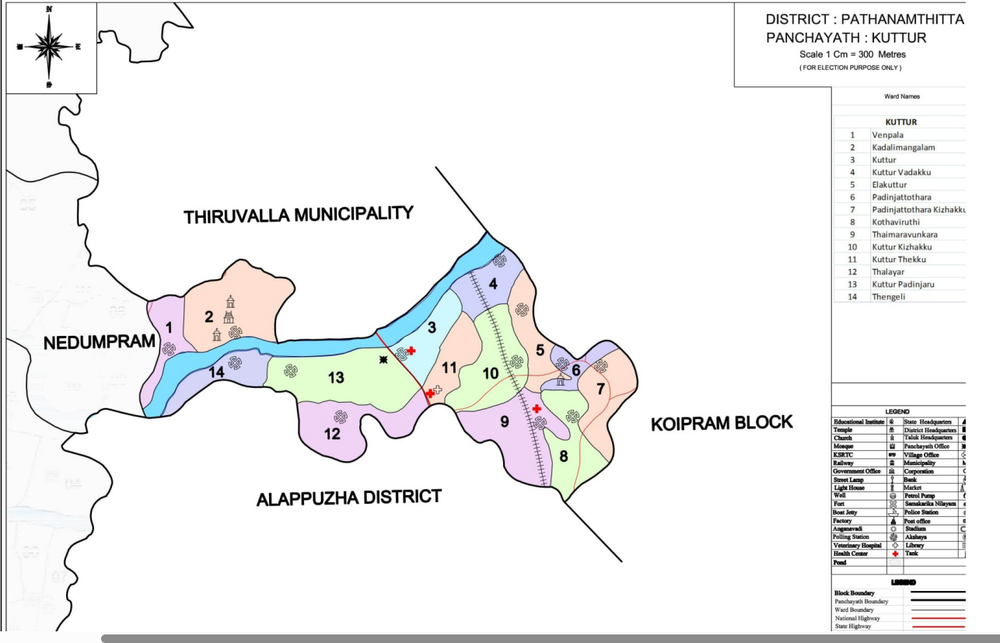 N
S
DISTRICT : PATHANAMTHITTA
PANCHAYATH : KUTTUR
Scale 1 Cm = 300 Metres
( FOR ELECTION PURPOSE ONLY )
Ward Names
KUTTUR
1 Venpala
2 Kadalimangalam
3 Kuttur
4 Kuttur Vadakku
5 Elakuttur
6 Padinjattothara
7 Padinjattothara Kizhakku
8 Kothaviruthi
9 Thaimaravunkara
10 Kuttur Kizhakku
11 Kuttur Thekku
12 Thalayar
13 Kuttur Padinjaru
14 Thengeli
THIRUVALLA MUNICIPALITY
NEDUMPRAM
KOIPRAM BLOCK
ALAPPUZHA DISTRICT
1
2
3
4
5
6
7
8
9
10
11
12
13
14
LEGEND
Educational Institute State Headquarters
Temple District Headquarters
Church Taluk Headquarters
Mosque Panchayath Office
KSRTC Village Office
Railway Municipality
Government Office Corporation
Street Lamp Bank
Light House Market
Well Petrol Pump
Fort Samskarika Nilayam
Boat Jetty Police Station
Factory Post office
Anganavadi Stadium
Polling Station Akshaya
Veterinary Hospital Library
Health Center Tank
Pond
LEGEND
Block Boundary
Panchayath Boundary
Ward Boundary
National Highway
State Highway